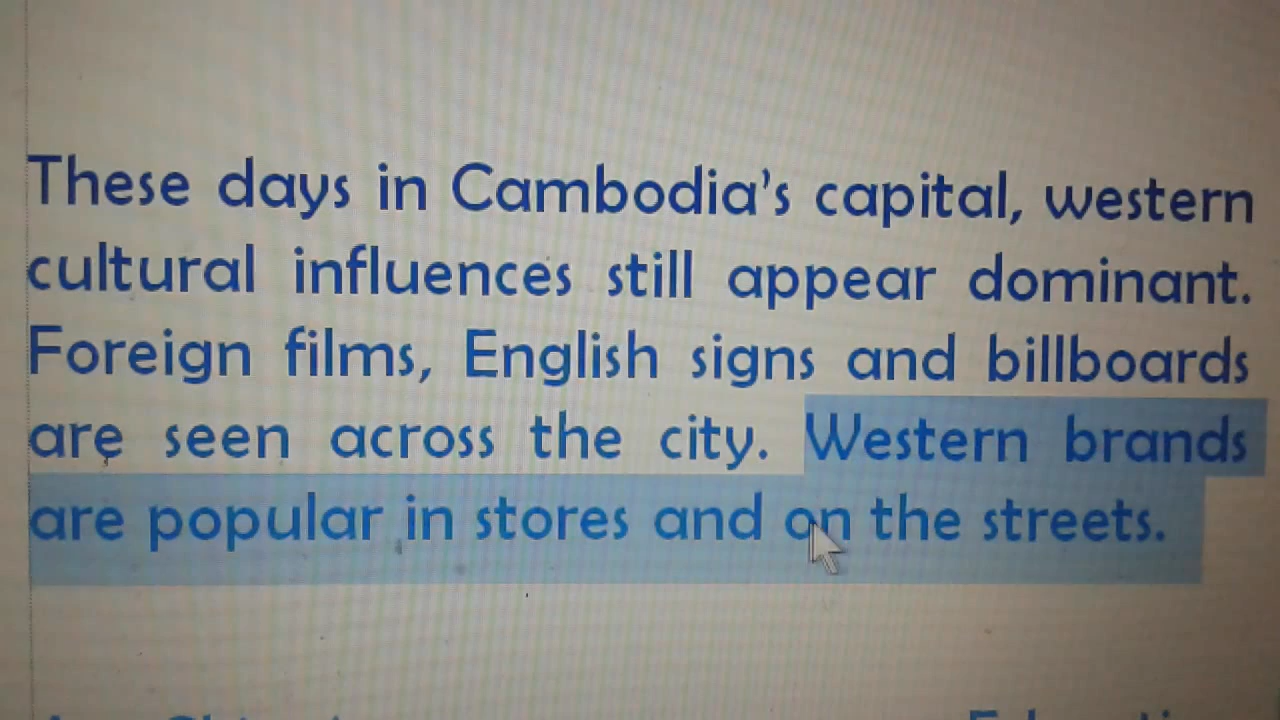 These days in Cambodia's capital, western
cultural influences still appear dominant.
Foreign films, English signs and billboards
are seen across the city. Western brands
are popular in stores and on the streets.